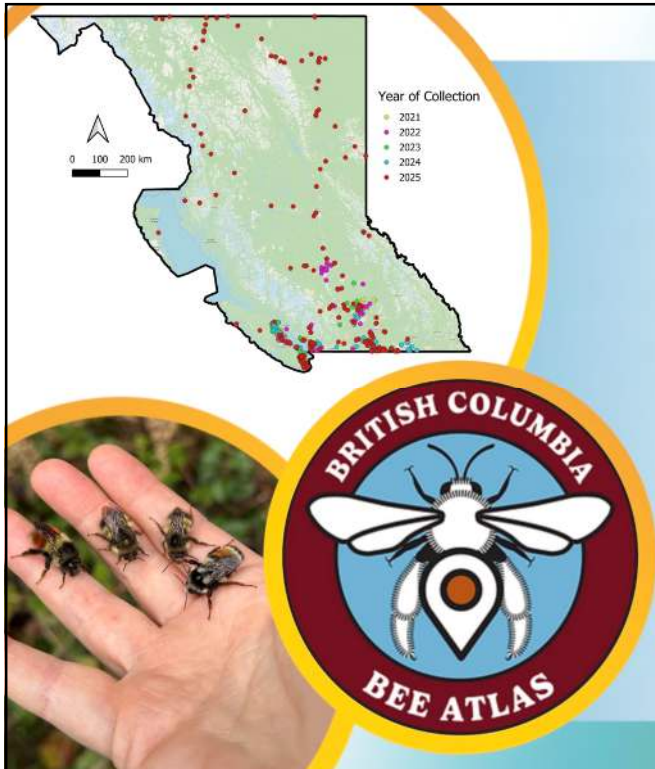 Year of Collection
2021
2022
2023
2024
2025
0 100 200 km
BRITISH COLUMBIA
BEE ATLAS